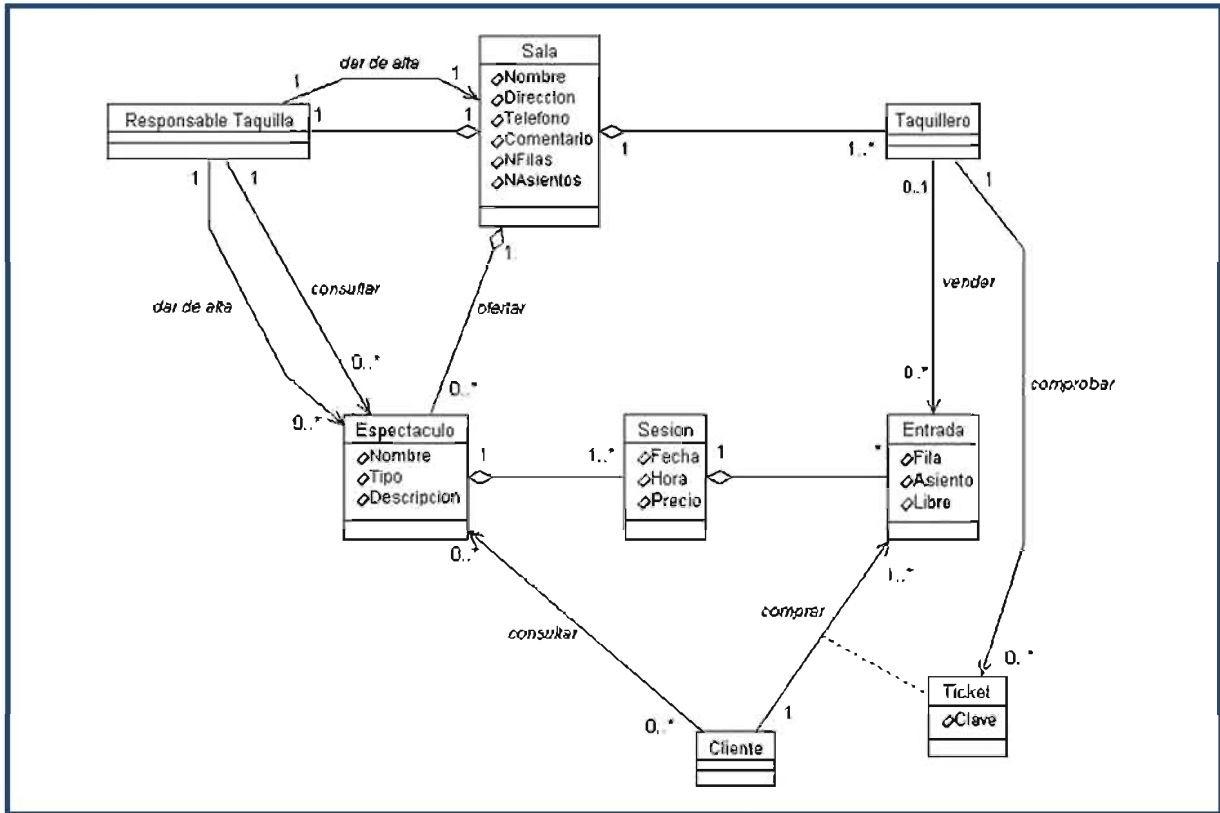 Sala
dar de alta
1
1
Nombre
Direccion
Telefono
Comentario
NFilas
NAsientos
Responsable Taquilla
1
1
1
1..*
Taquillero
1
1
1.
0..1
1
dar de alta
consultar
ofertar
vender
comprobar
0..*
0..*
0..*
0..*
Espectaculo
Nombre
Tipo
Descripcion
1
1..*
Sesion
Fecha
Hora
Precio
1
*
Entrada
Fila
Asiento
Libre
0..*
1..*
consultar
comprar
0..*
Ticket
Clave
0..*
1
Cliente